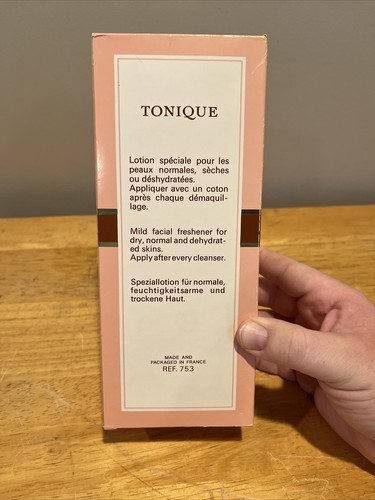 TONIQUE
Lotion spéciale pour les
peaux normales, sèches
ou déshydratées.
Appliquer avec un coton
après chaque démaquil-
lage.
Mild facial freshener for
dry, normal and dehydrat-
ed skins.
Apply after every cleanser.
Speziallotion für normale,
feuchtigkeitsarme und
trockene Haut.
MADE AND
PACKAGED IN FRANCE
REF. 753